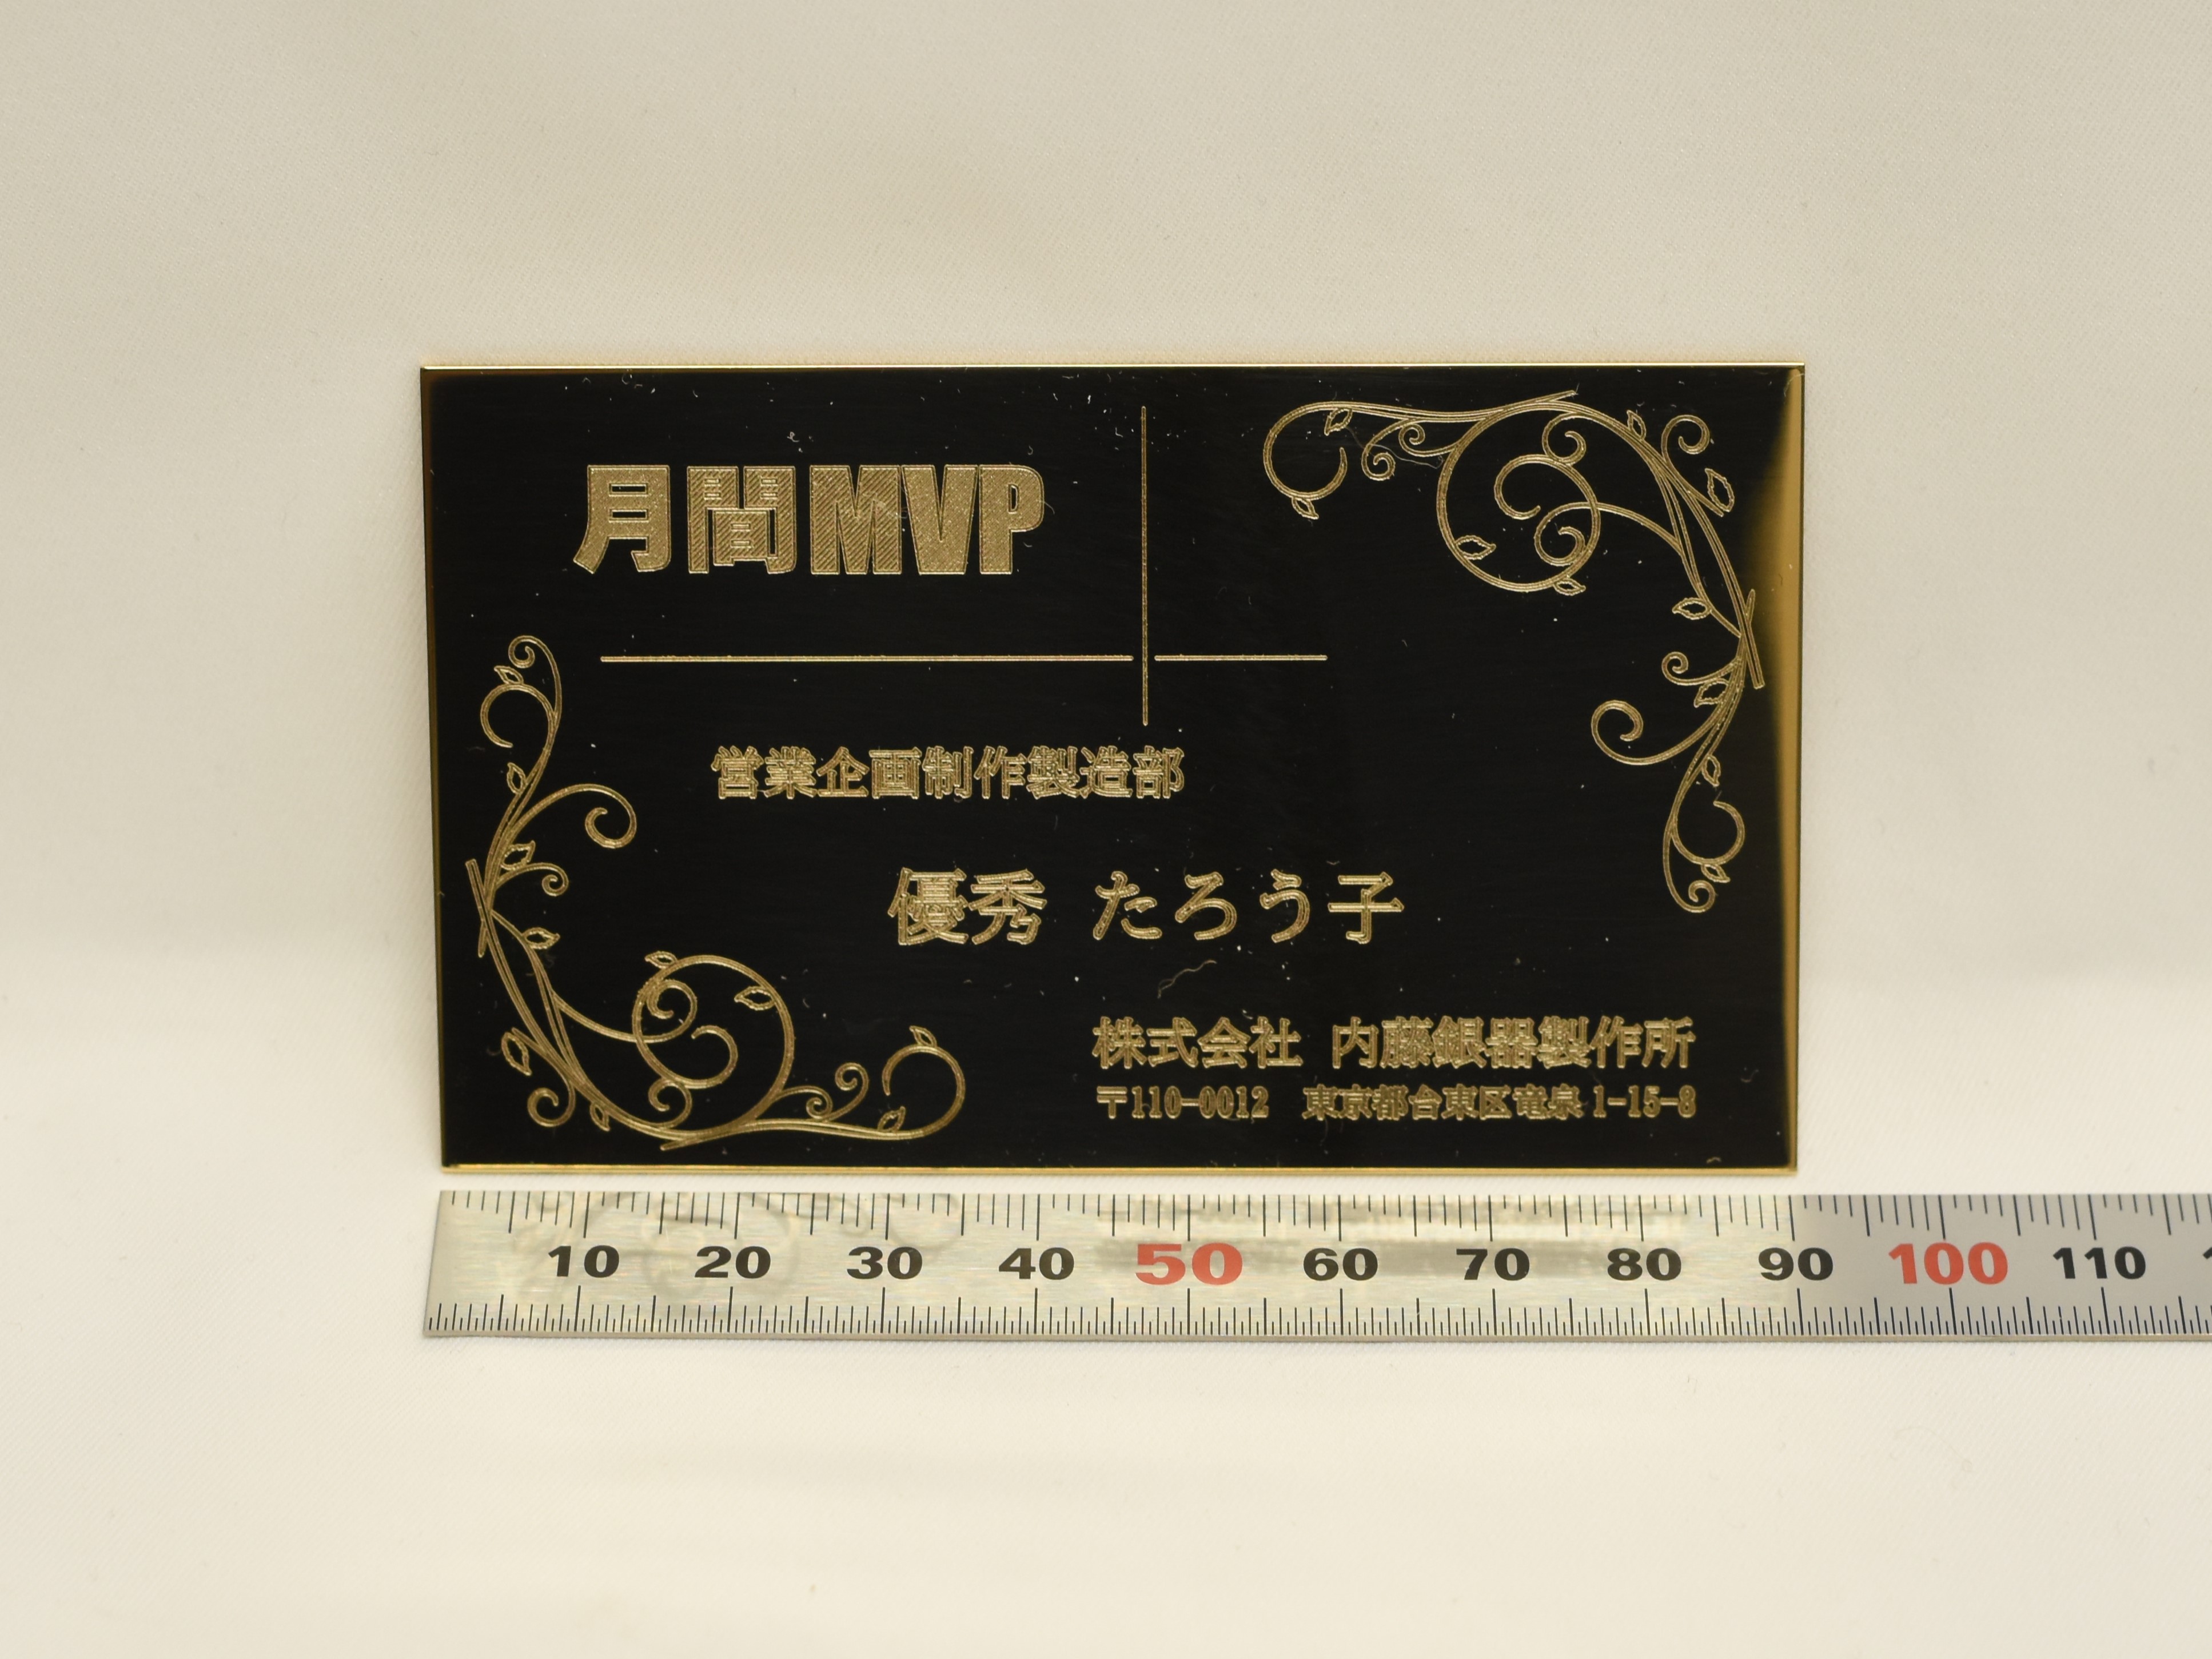 月間MVP
営業企画制作製造部
優秀 たろう子
株式会社 内藤銀器製作所
〒110-0012 東京都台東区竜泉1-15-8
10 20 30 40 50 60 70 80 90 100 110